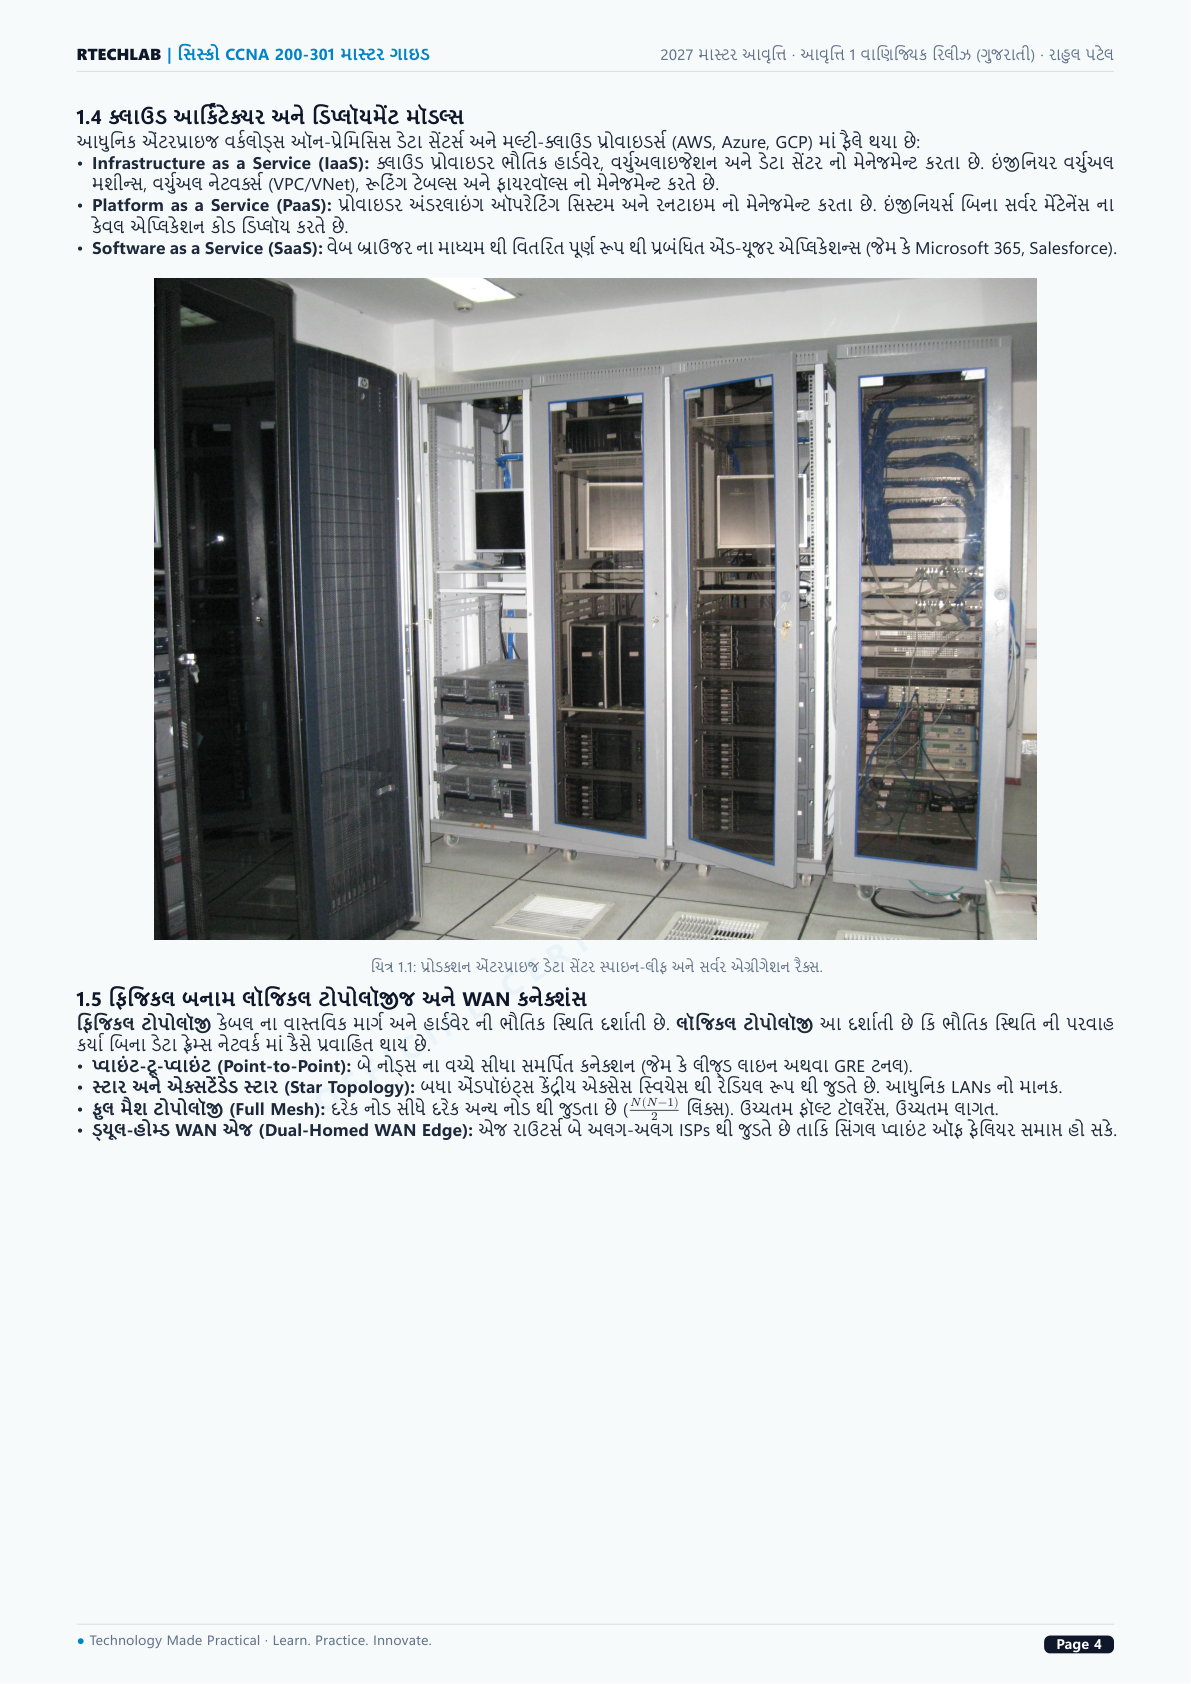 RTECHLAB | સિસ્કો CCNA 200-301 માસ્ટર ગાઇડ
2027 માસ્ટર આવૃત્તિ · આવૃત્તિ 1 વાણિજ્યિક રિલીઝ (ગુજરાતી) · રાહુલ પટેલ
1.4 ક્લાઉડ આર્કિટેક્ચર અને ડિપ્લૉયમેંટ મૉડલ્સ
આધુનિક એંટરપ્રાઇજ વર્કલોડ્સ ઑન-પ્રેમિસિસ ડેટા સેંટર્સ અને મલ્ટી-ક્લાઉડ પ્રોવાઇડર્સ (AWS, Azure, GCP) માં ફૈલે થયા છે:
• Infrastructure as a Service (IaaS): ક્લાઉડ પ્રોવાઇડર ભૌતિક હાર્ડવેર, વર્ચુઅલાઇજેશન અને ડેટા સેંટર નો મેનેજમેન્ટ કરતા છે. ઇંજીનિયર વર્ચુઅલ
મશીન્સ, વર્ચુઅલ નેટવર્ક્સ (VPC/VNet), રૂટિંગ ટેબલ્સ અને ફાયરવૉલ્સ નો મેનેજમેન્ટ કરતે છે.
• Platform as a Service (PaaS): પ્રોવાઇડર અંડરલાઇંગ ઑપરેટિંગ સિસ્ટમ અને રનટાઇમ નો મેનેજમેન્ટ કરતા છે. ઇંજીનિયર્સ બિના સર્વર મેંટેનેંસ ના
કેવલ એપ્લિકેશન કોડ ડિપ્લૉય કરતે છે.
• Software as a Service (SaaS): વેબ બ્રાઉજર ના માધ્યમ થી વિતરિત પૂર્ણ રૂપ થી પ્રબંધિત એંડ-યૂજર એપ્લિકેશન્સ (જેમ કે Microsoft 365, Salesforce).
ચિત્ર 1.1: પ્રોડક્શન એંટરપ્રાઇજ ડેટા સેંટર સ્પાઇન-લીફ અને સર્વર એગ્રીગેશન રૈક્સ.
1.5 ફિજિકલ બનામ લૉજિકલ ટોપોલૉજીજ અને WAN કનેક્શંસ
ફિજિકલ ટોપોલૉજી કેબલ ના વાસ્તવિક માર્ગ અને હાર્ડવેર ની ભૌતિક સ્થિતિ દર્શાતી છે. લૉજિકલ ટોપોલૉજી આ દર્શાતી છે કિ ભૌતિક સ્થિતિ ની પરવાહ
કર્યા બિના ડેટા ફ્રેમ્સ નેટવર્ક માં કૈસે પ્રવાહિત થાય છે.
• પ્વાઇંટ-ટૂ-પ્વાઇંટ (Point-to-Point): બે નોડ્સ ના વચ્ચે સીધા સમર્પિત કનેક્શન (જેમ કે લીજ્ડ લાઇન અથવા GRE ટનલ).
• સ્ટાર અને એક્સટેંડેડ સ્ટાર (Star Topology): બધા એંડપૉઇંટ્સ કેંદ્રીય એક્સેસ સ્વિચેસ થી રેડિયલ રૂપ થી જુડતે છે. આધુનિક LANs નો માનક.
• ફુલ મૈશ ટોપોલૉજી (Full Mesh): દરેક નોડ સીધે દરેક અન્ય નોડ થી જુડતા છે (N(N−1)/2 લિંક્સ). ઉચ્ચતમ ફૉલ્ટ ટૉલરેંસ, ઉચ્ચતમ લાગત.
• ડ્યૂલ-હોમ્ડ WAN એજ (Dual-Homed WAN Edge): એજ રાઉટર્સ બે અલગ-અલગ ISPs થી જુડતે છે તાકિ સિંગલ પ્વાઇંટ ઑફ ફેલિયર સમાપ્ત હો સકે.
● Technology Made Practical · Learn. Practice. Innovate.
Page 4